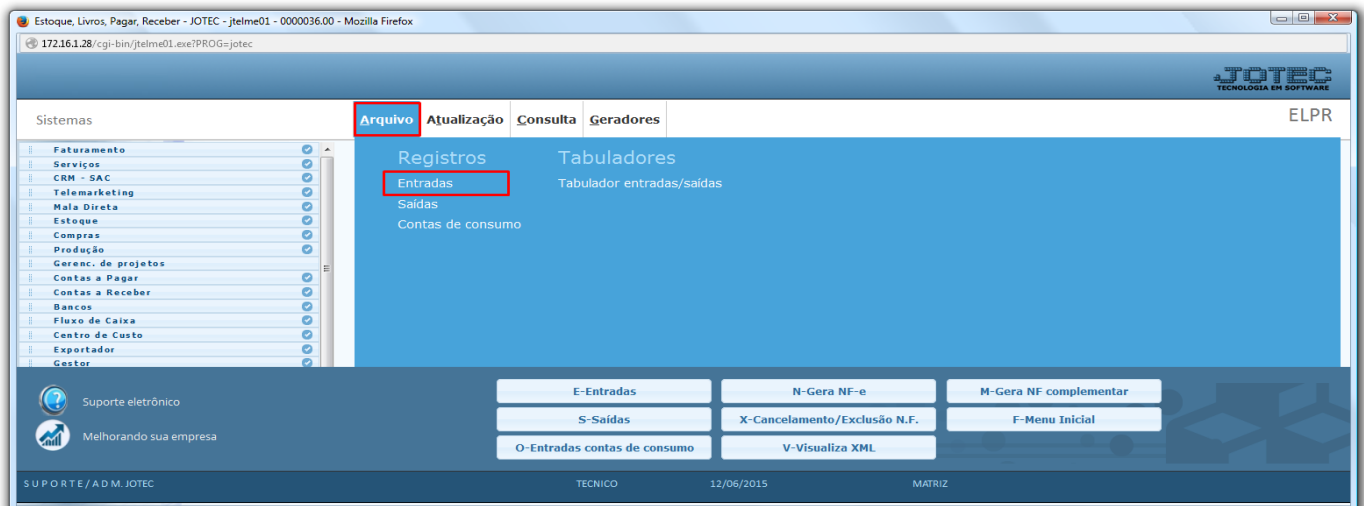 Estoque, Livros, Pagar, Receber - JOTEC - jtelme01 - 0000036.00 - Mozilla Firefox
172.16.1.28/cgi-bin/jtelme01.exe?PROG=jotec
JOTEC
TECNOLOGIA EM SOFTWARE
Sistemas
Arquivo Atualização Consulta Geradores
ELPR
Faturamento
Serviços
CRM - SAC
Telemarketing
Mala Direta
Estoque
Compras
Produção
Gerenc. de projetos
Contas a Pagar
Contas a Receber
Bancos
Fluxo de Caixa
Centro de Custo
Exportador
Gestor
Registros Tabuladores
Entradas Tabulador entradas/saídas
Saídas
Contas de consumo
Suporte eletrônico
Melhorando sua empresa
E-Entradas N-Gera NF-e M-Gera NF complementar
S-Saídas X-Cancelamento/Exclusão N.F. F-Menu Inicial
O-Entradas contas de consumo V-Visualiza XML
SUPORTE/ADM. JOTEC TECNICO 12/06/2015 MATRIZ